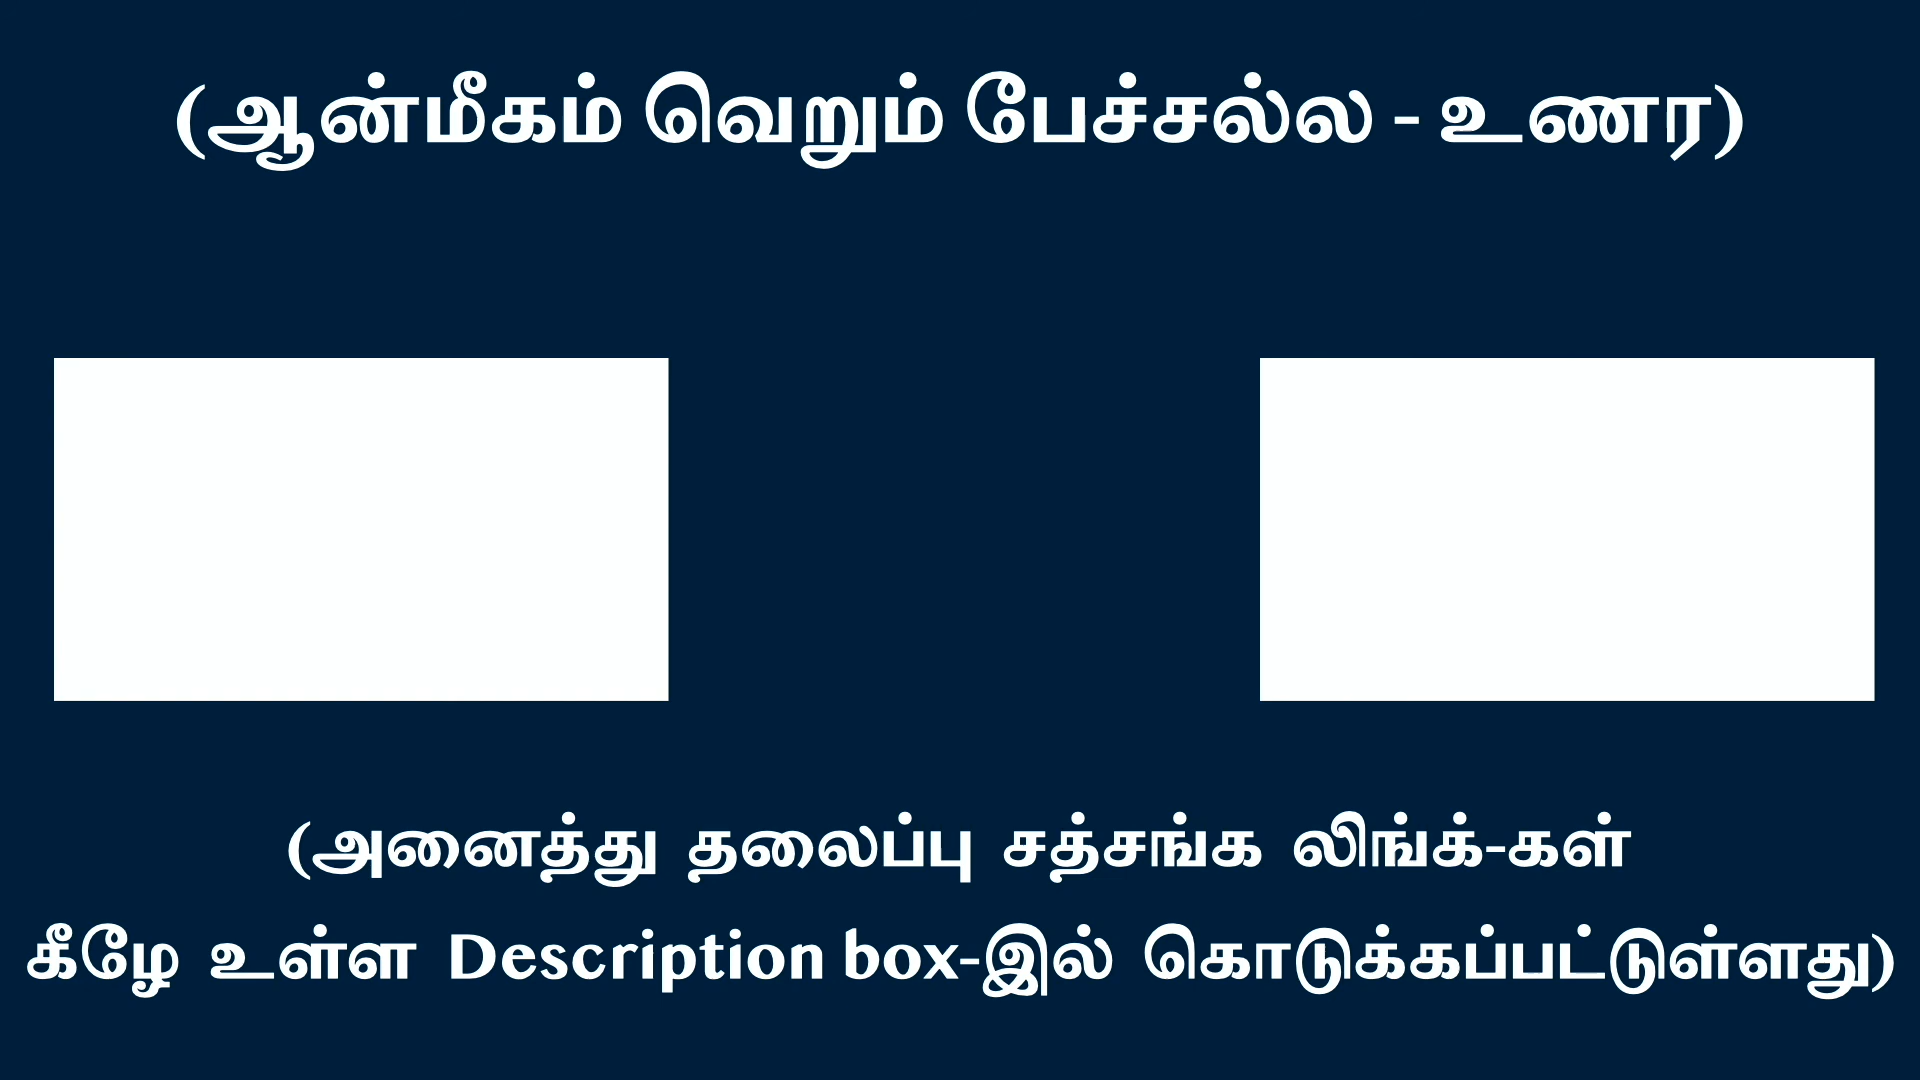 (ஆன்மீகம் வெறும் பேச்சல்ல - உணர)
(அனைத்து தலைப்பு சத்சங்க லிங்க்-கள்
கீழே உள்ள Description box-இல் கொடுக்கப்பட்டுள்ளது)